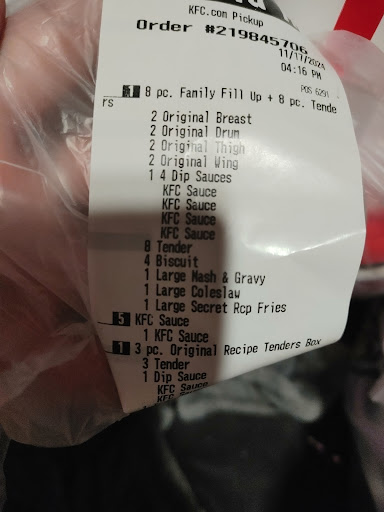 KFC.com Pickup
Order #219845706
11/17/2024
04:16 PM
POS 6291
1 8 pc. Family Fill Up + 8 pc. Tende
rs
2 Original Breast
2 Original Drum
2 Original Thigh
2 Original Wing
1 4 Dip Sauces
KFC Sauce
KFC Sauce
KFC Sauce
KFC Sauce
8 Tender
4 Biscuit
1 Large Mash & Gravy
1 Large Coleslaw
1 Large Secret Rcp Fries
5 KFC Sauce
1 KFC Sauce
1 3 pc. Original Recipe Tenders Box
3 Tender
1 Dip Sauce
KFC Sauce